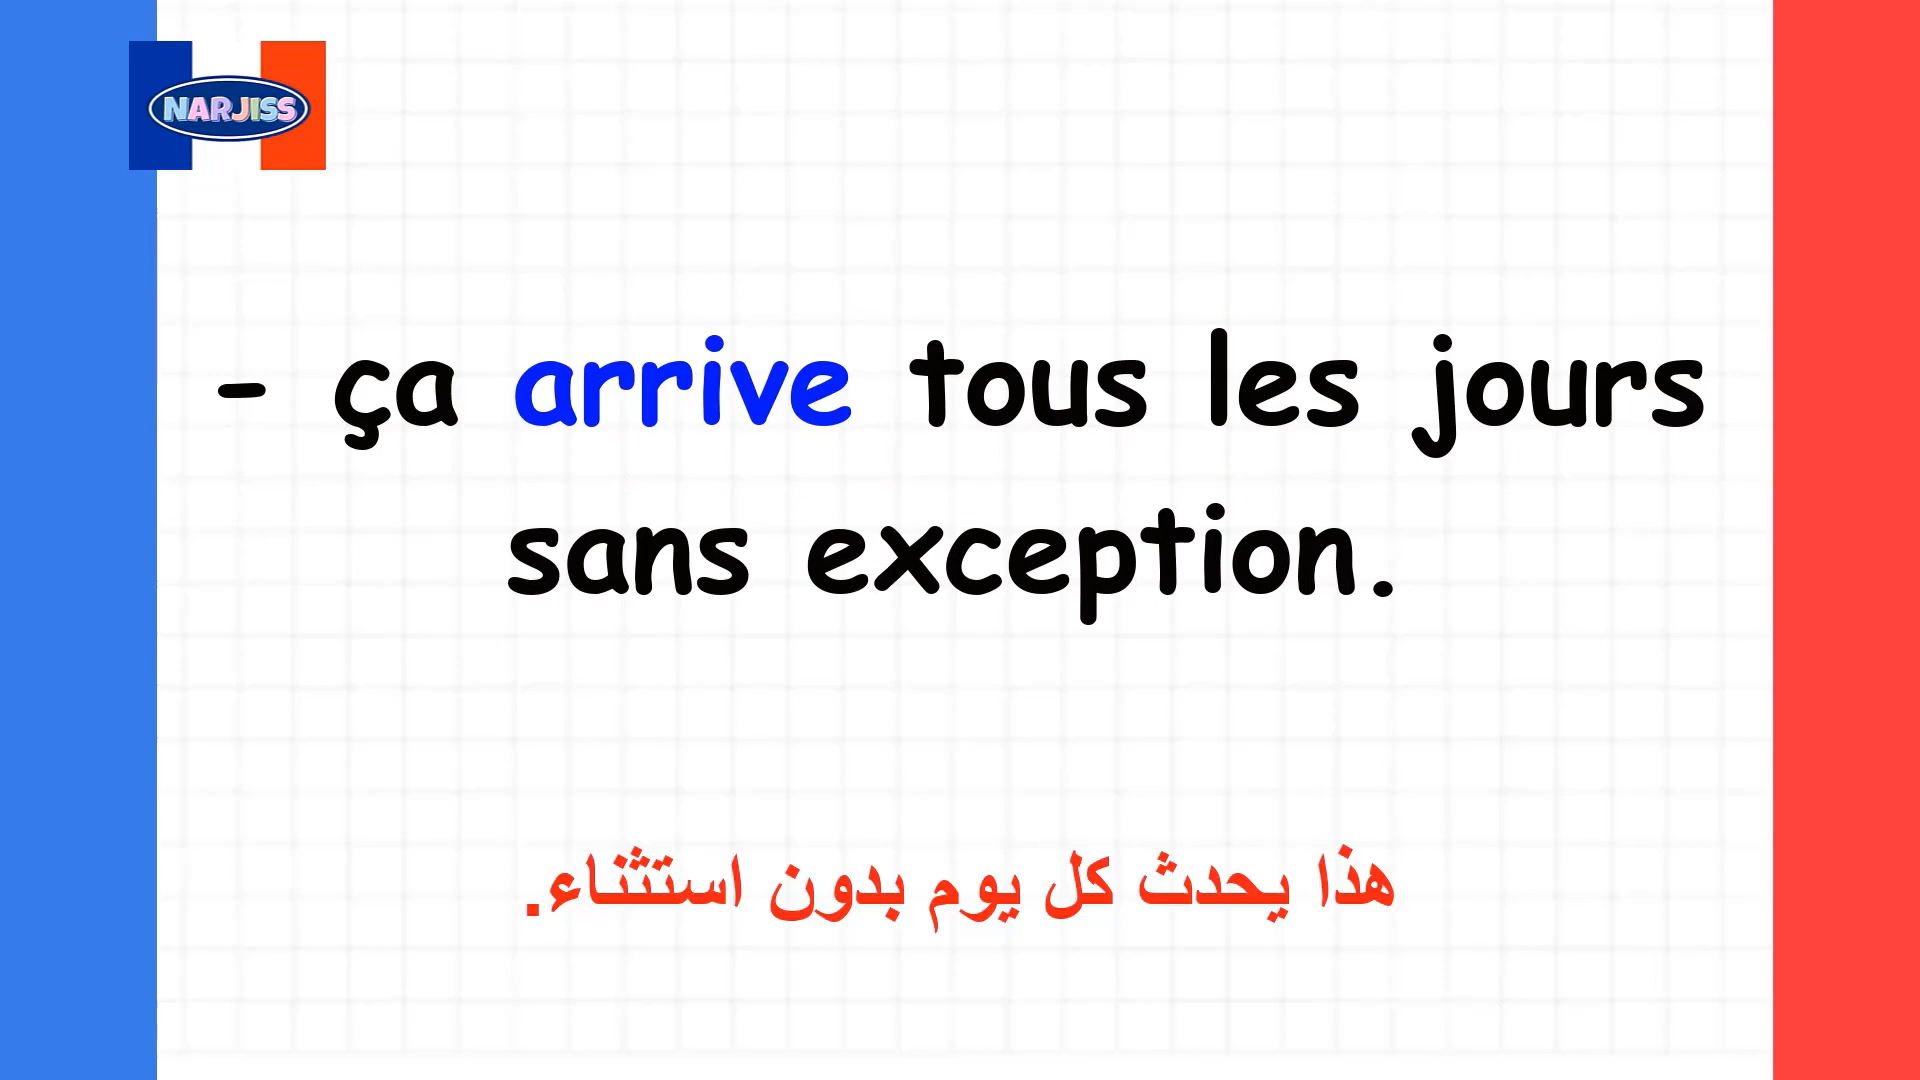 NARJISS
- ça arrive tous les jours
sans exception.
هذا يحدث كل يوم بدون استثناء.